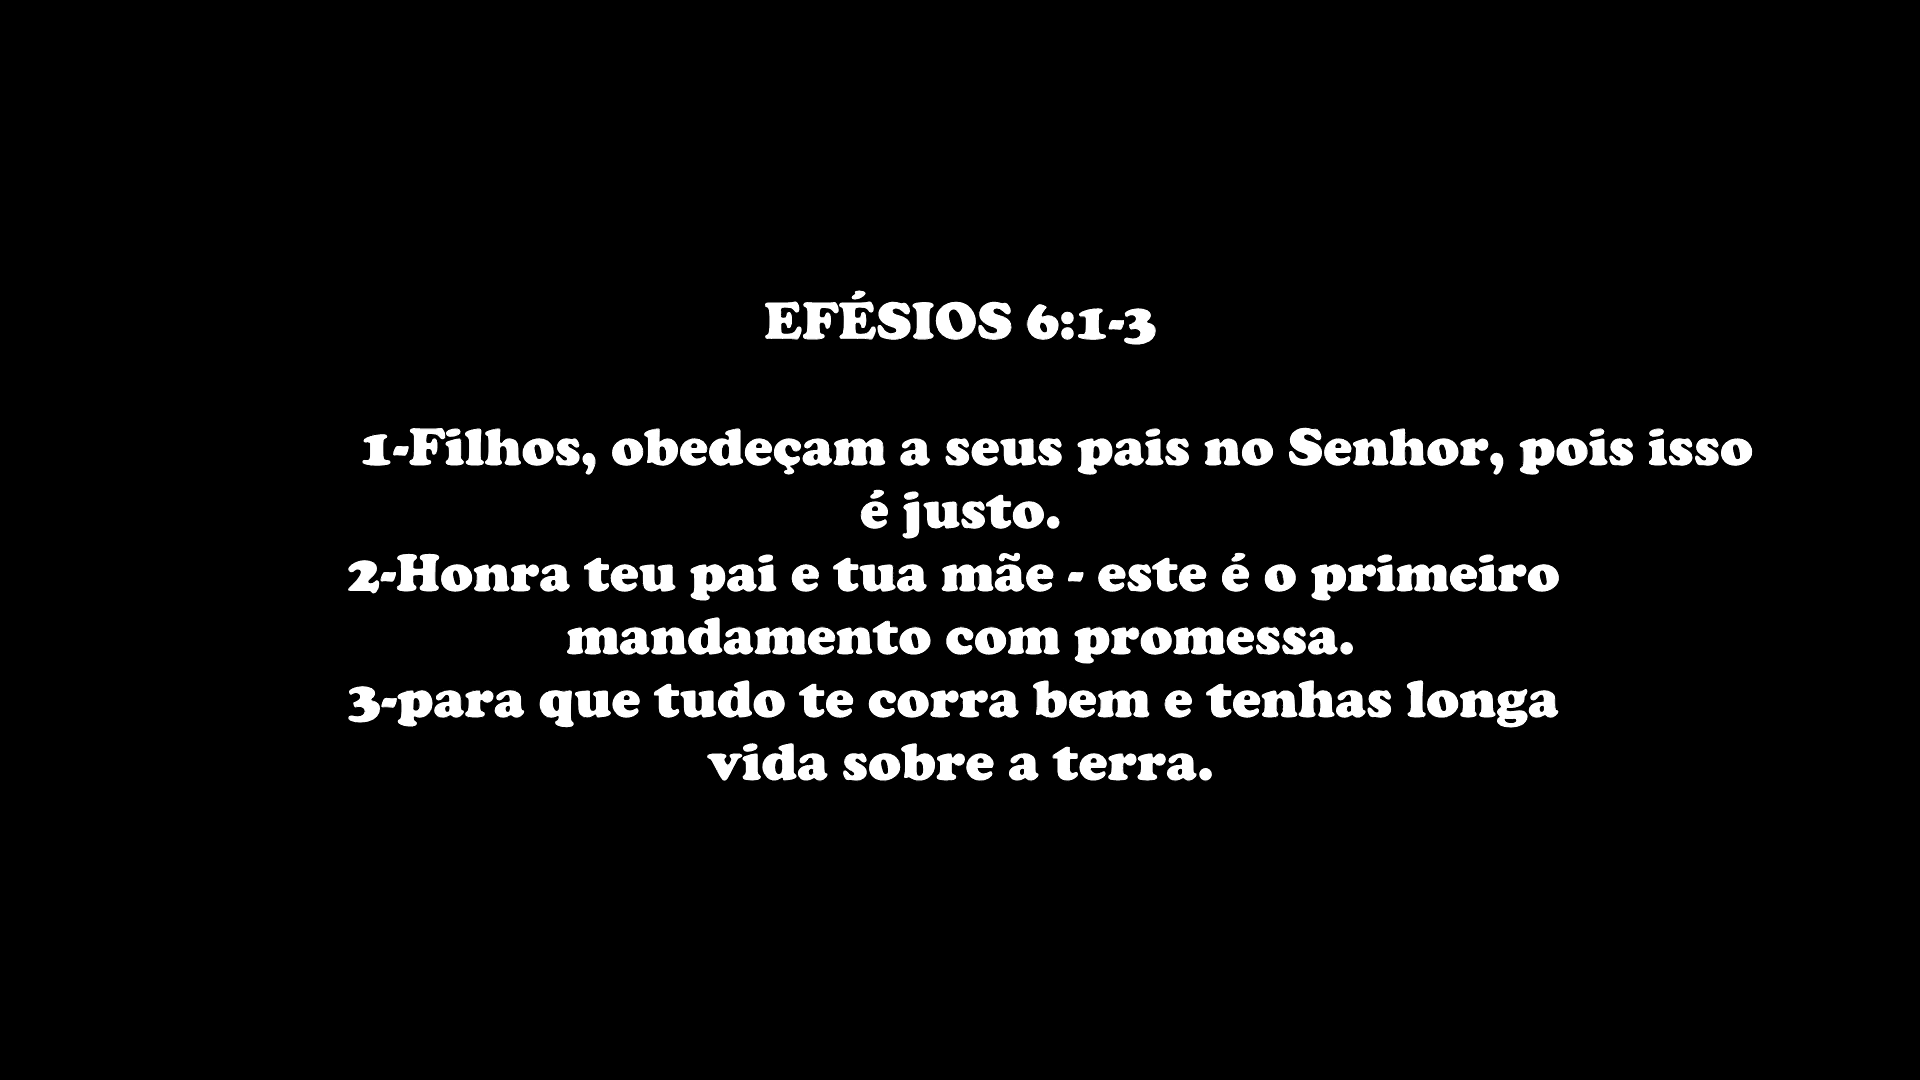 EFÉSIOS 6:1-3
1-Filhos, obedeçam a seus pais no Senhor, pois isso
é justo.
2-Honra teu pai e tua mãe - este é o primeiro
mandamento com promessa.
3-para que tudo te corra bem e tenhas longa
vida sobre a terra.